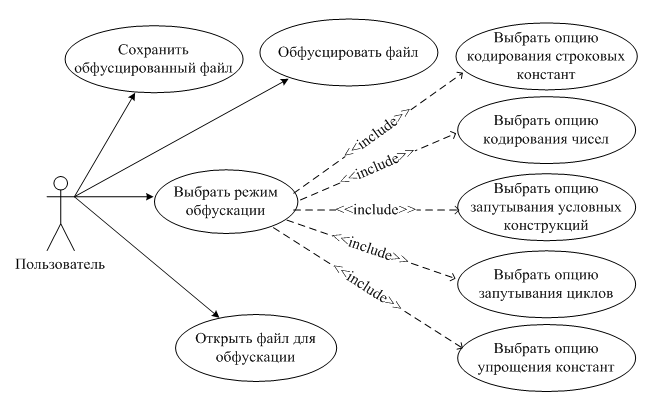 Сохранить
обфусцированный файл
Обфусцировать файл
Выбрать опцию
кодирования строковых
констант
<<include>>
Выбрать опцию
кодирования чисел
<<include>>
Выбрать режим
обфускации
Выбрать опцию
запутывания условных
конструкций
<<include>>
Пользователь
<<include>>
Выбрать опцию
запутывания циклов
<<include>>
Открыть файл для
обфускации
Выбрать опцию
упрощения констант